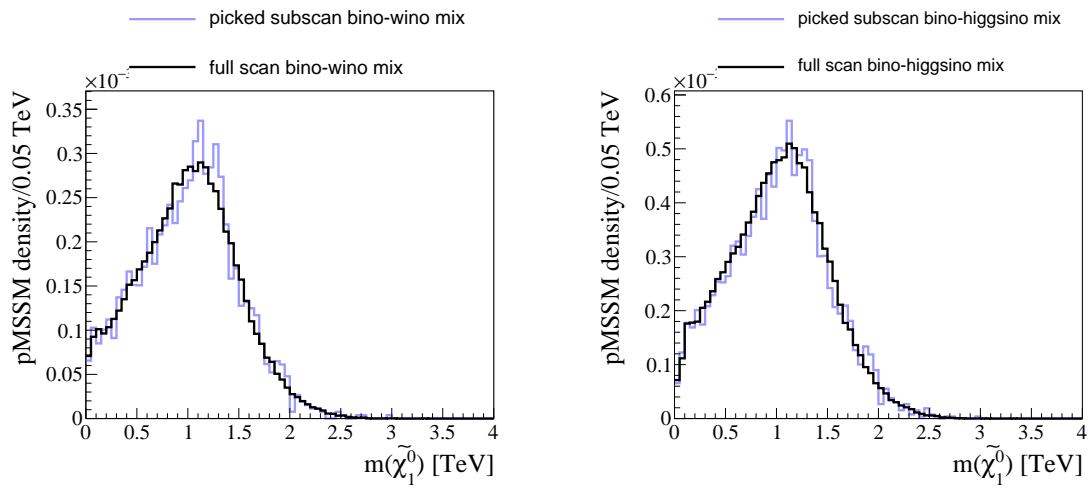 picked subscan bino-wino mix
full scan bino-wino mix
×10⁻
0.35
0.3
0.25
0.2
0.15
0.1
0.05
0
pMSSM density/0.05 TeV
0 0.5 1 1.5 2 2.5 3 3.5 4
m(χ̃⁰₁) [TeV]
picked subscan bino-higgsino mix
full scan bino-higgsino mix
×10⁻
0.6
0.5
0.4
0.3
0.2
0.1
0
pMSSM density/0.05 TeV
0 0.5 1 1.5 2 2.5 3 3.5 4
m(χ̃⁰₁) [TeV]